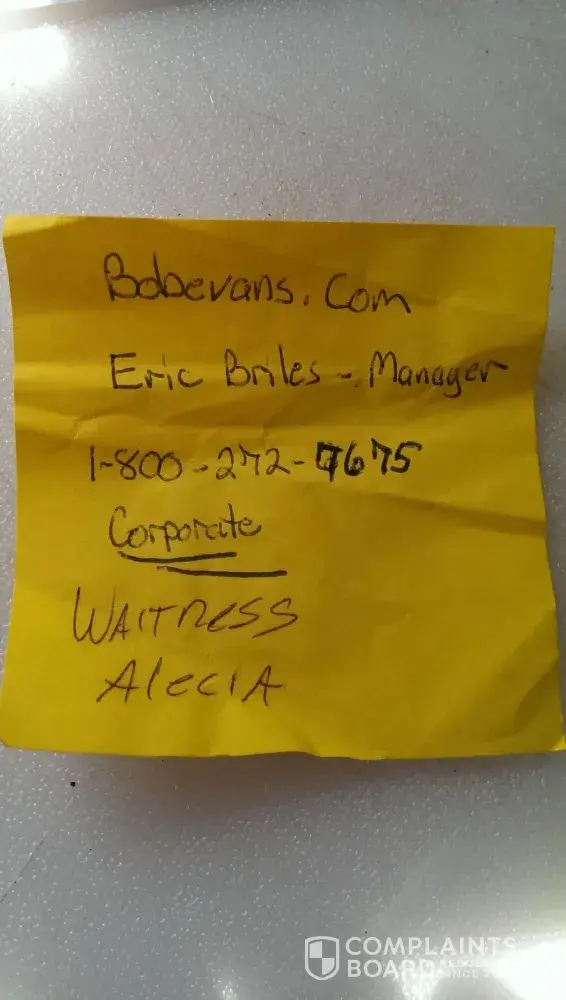 Bobevans.com
Eric Briles - Manager
1-800-272-7675
Corporate
WAITRESS
AlecIA
COMPLAINTS
BOARD